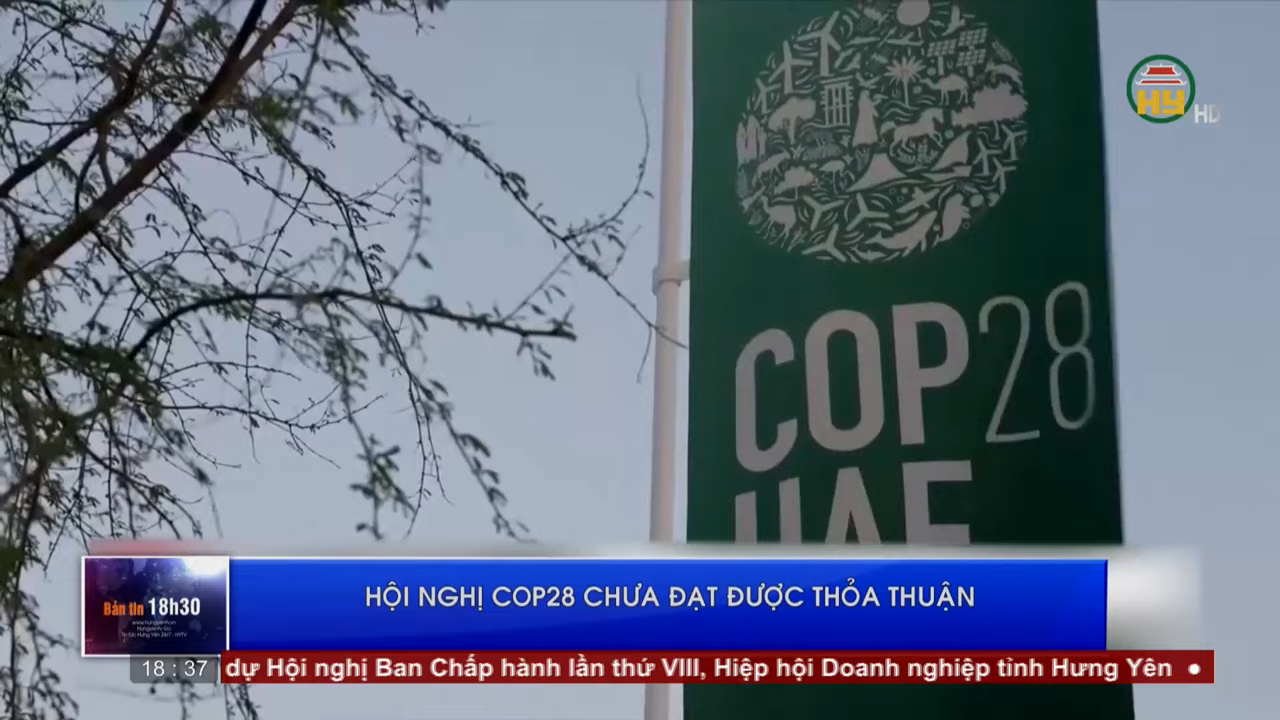 HY HD
COP28
UAE
HỘI NGHỊ COP28 CHƯA ĐẠT ĐƯỢC THỎA THUẬN
Bản tin 18h30
18 : 37
dự Hội nghị Ban Chấp hành lần thứ VIII, Hiệp hội Doanh nghiệp tỉnh Hưng Yên •